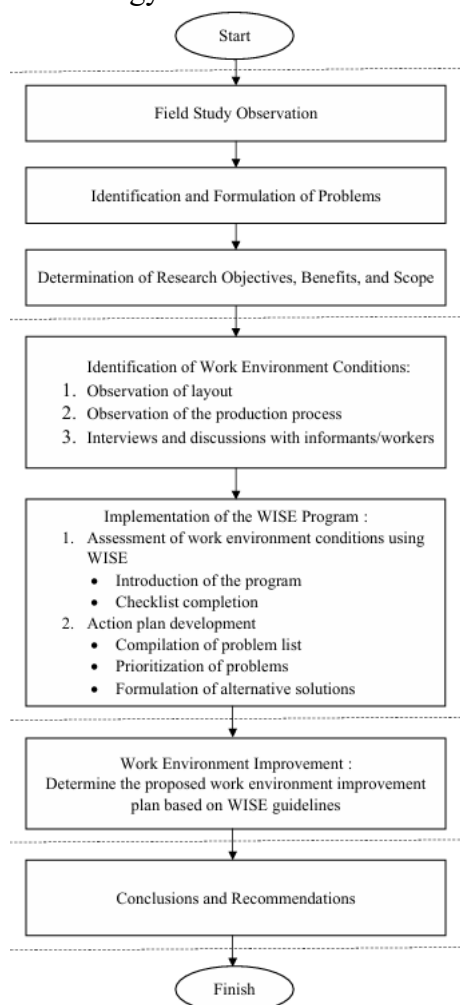 Start
Field Study Observation
Identification and Formulation of Problems
Determination of Research Objectives, Benefits, and Scope
Identification of Work Environment Conditions:
1. Observation of layout
2. Observation of the production process
3. Interviews and discussions with informants/workers
Implementation of the WISE Program :
1. Assessment of work environment conditions using
WISE
• Introduction of the program
• Checklist completion
2. Action plan development
• Compilation of problem list
• Prioritization of problems
• Formulation of alternative solutions
Work Environment Improvement :
Determine the proposed work environment improvement
plan based on WISE guidelines
Conclusions and Recommendations
Finish